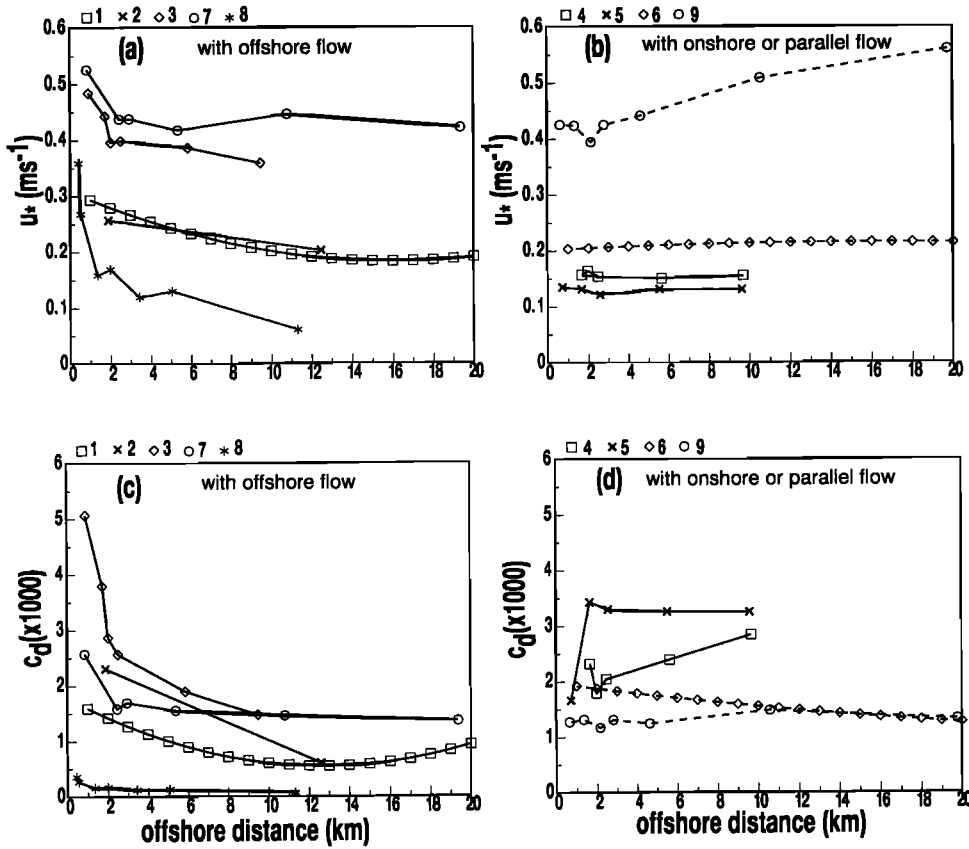 □ 1 × 2 ◇ 3 ○ 7 * 8
0.6
(a) with offshore flow
0.5
0.4
0.3
0.2
0.1
0
u* (ms-1)
0 2 4 6 8 10 12 14 16 18 20
□ 4 × 5 ◇ 6 ○ 9
0.6
(b) with onshore or parallel flow
0.5
0.4
0.3
0.2
0.1
0
u* (ms-1)
0 2 4 6 8 10 12 14 16 18 20
□ 1 × 2 ◇ 3 ○ 7 * 8
6
(c) with offshore flow
5
4
3
2
1
0
cd(x1000)
0 2 4 6 8 10 12 14 16 18 20
offshore distance (km)
□ 4 × 5 ◇ 6 ○ 9
6
(d) with onshore or parallel flow
5
4
3
2
1
0
cd(x1000)
0 2 4 6 8 10 12 14 16 18 20
offshore distance (km)